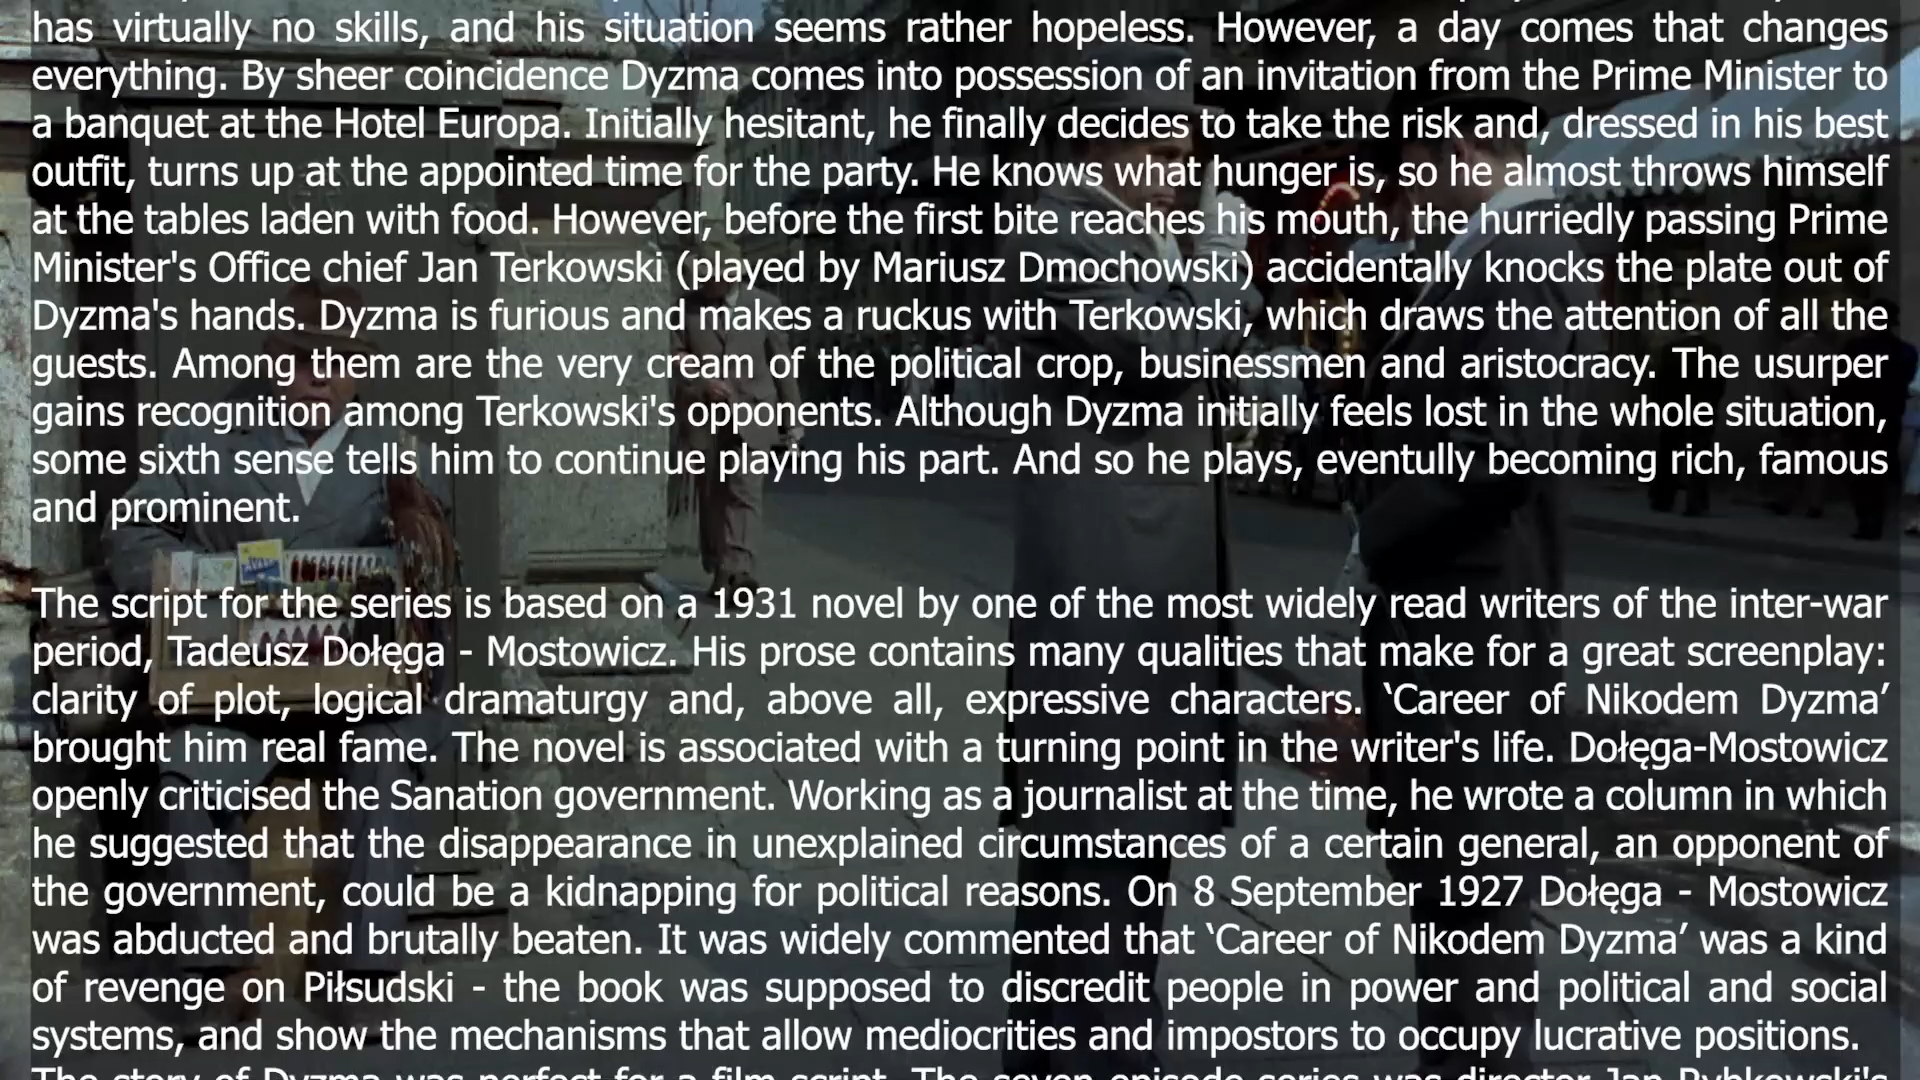 has virtually no skills, and his situation seems rather hopeless. However, a day comes that changes
everything. By sheer coincidence Dyzma comes into possession of an invitation from the Prime Minister to
a banquet at the Hotel Europa. Initially hesitant, he finally decides to take the risk and, dressed in his best
outfit, turns up at the appointed time for the party. He knows what hunger is, so he almost throws himself
at the tables laden with food. However, before the first bite reaches his mouth, the hurriedly passing Prime
Minister's Office chief Jan Terkowski (played by Mariusz Dmochowski) accidentally knocks the plate out of
Dyzma's hands. Dyzma is furious and makes a ruckus with Terkowski, which draws the attention of all the
guests. Among them are the very cream of the political crop, businessmen and aristocracy. The usurper
gains recognition among Terkowski's opponents. Although Dyzma initially feels lost in the whole situation,
some sixth sense tells him to continue playing his part. And so he plays, eventully becoming rich, famous
and prominent.
The script for the series is based on a 1931 novel by one of the most widely read writers of the inter-war
period, Tadeusz Dołęga - Mostowicz. His prose contains many qualities that make for a great screenplay:
clarity of plot, logical dramaturgy and, above all, expressive characters. ‘Career of Nikodem Dyzma’
brought him real fame. The novel is associated with a turning point in the writer's life. Dołęga-Mostowicz
openly criticised the Sanation government. Working as a journalist at the time, he wrote a column in which
he suggested that the disappearance in unexplained circumstances of a certain general, an opponent of
the government, could be a kidnapping for political reasons. On 8 September 1927 Dołęga - Mostowicz
was abducted and brutally beaten. It was widely commented that ‘Career of Nikodem Dyzma’ was a kind
of revenge on Piłsudski - the book was supposed to discredit people in power and political and social
systems, and show the mechanisms that allow mediocrities and impostors to occupy lucrative positions.
The story of Dyzma was perfect for a film script. The seven-episode series was director Jan Rybkowski's